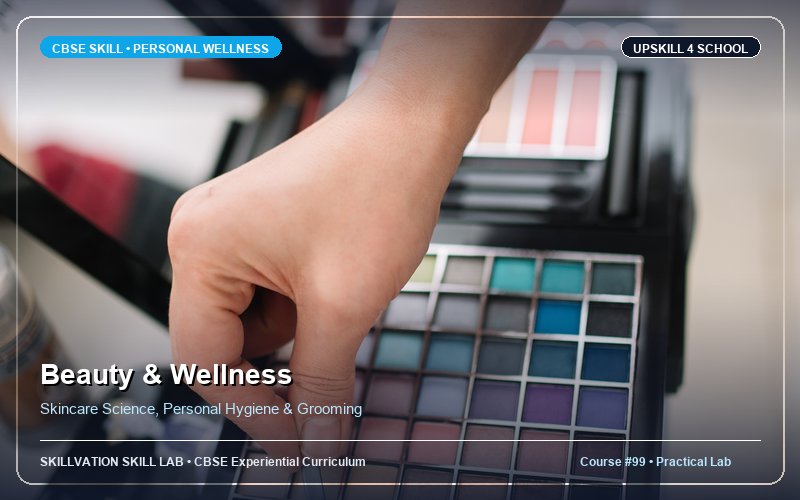 CBSE SKILL • PERSONAL WELLNESS
UPSKILL 4 SCHOOL
Beauty & Wellness
Skincare Science, Personal Hygiene & Grooming
SKILLVATION SKILL LAB • CBSE Experiential Curriculum
Course #99 • Practical Lab